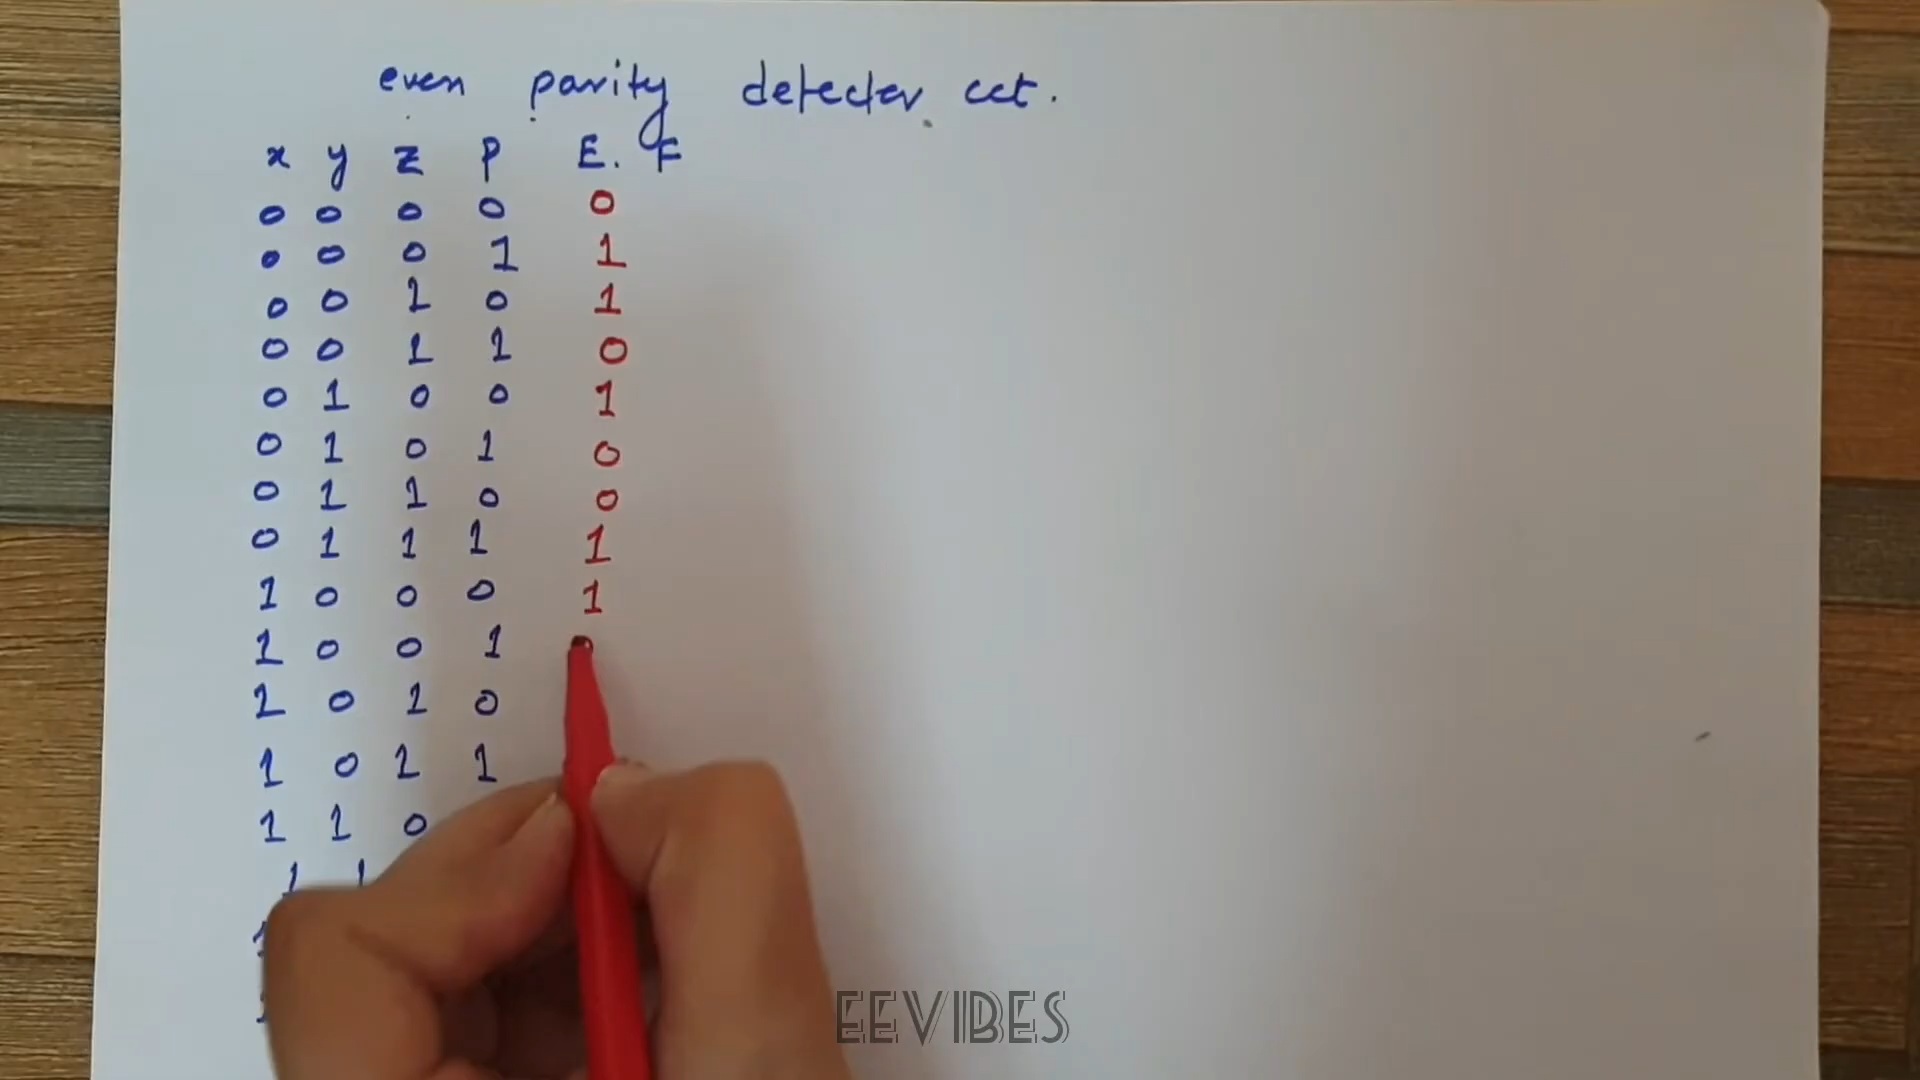 even parity detector cct.
x y z P E. F
0 0 0 0 0
0 0 0 1 1
0 0 1 0 1
0 0 1 1 0
0 1 0 0 1
0 1 0 1 0
0 1 1 0 0
0 1 1 1 1
1 0 0 0 1
1 0 0 1
1 0 1 0
1 0 1 1
1 1 0
1 1
EEVIBES